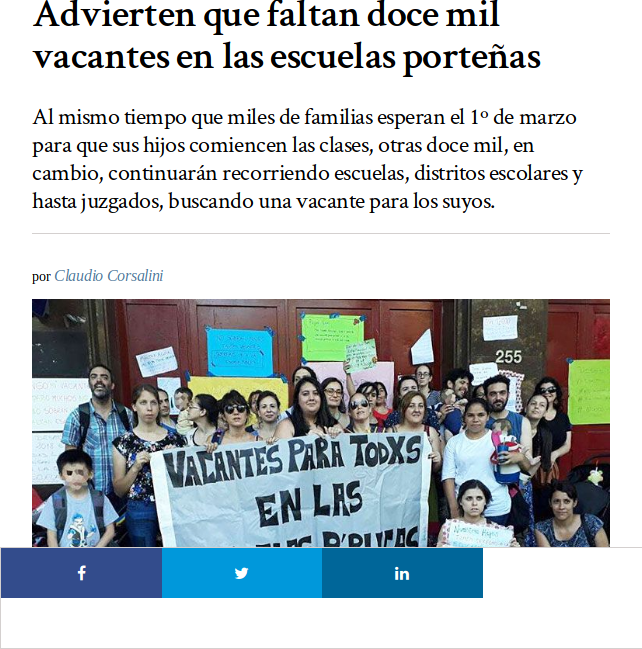 Advierten que faltan doce mil
vacantes en las escuelas porteñas
Al mismo tiempo que miles de familias esperan el 1º de marzo
para que sus hijos comiencen las clases, otras doce mil, en
cambio, continuarán recorriendo escuelas, distritos escolares y
hasta juzgados, buscando una vacante para los suyos.
por Claudio Corsalini
255
VACANTES PARA TODXS
EN LAS